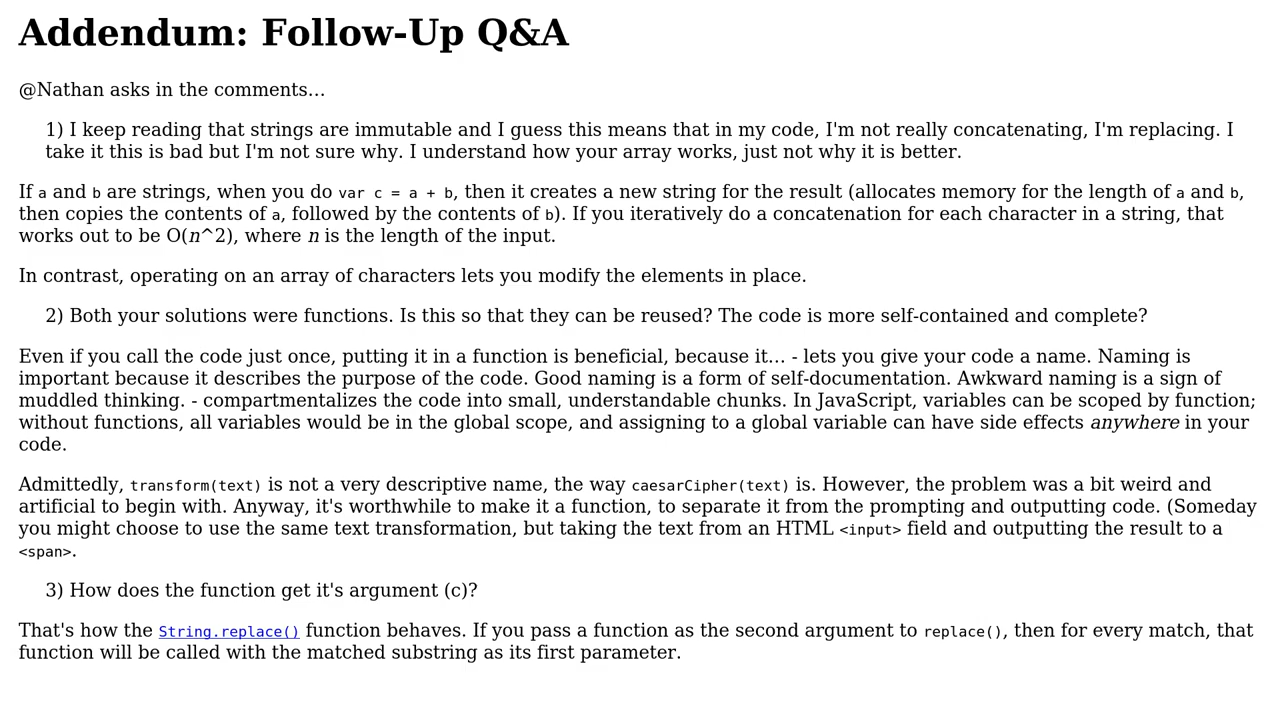 Addendum: Follow-Up Q&A
@Nathan asks in the comments…
1) I keep reading that strings are immutable and I guess this means that in my code, I'm not really concatenating, I'm replacing. I
take it this is bad but I'm not sure why. I understand how your array works, just not why it is better.
If a and b are strings, when you do var c = a + b, then it creates a new string for the result (allocates memory for the length of a and b,
then copies the contents of a, followed by the contents of b). If you iteratively do a concatenation for each character in a string, that
works out to be O(n^2), where n is the length of the input.
In contrast, operating on an array of characters lets you modify the elements in place.
2) Both your solutions were functions. Is this so that they can be reused? The code is more self-contained and complete?
Even if you call the code just once, putting it in a function is beneficial, because it… - lets you give your code a name. Naming is
important because it describes the purpose of the code. Good naming is a form of self-documentation. Awkward naming is a sign of
muddled thinking. - compartmentalizes the code into small, understandable chunks. In JavaScript, variables can be scoped by function;
without functions, all variables would be in the global scope, and assigning to a global variable can have side effects anywhere in your
code.
Admittedly, transform(text) is not a very descriptive name, the way caesarCipher(text) is. However, the problem was a bit weird and
artificial to begin with. Anyway, it's worthwhile to make it a function, to separate it from the prompting and outputting code. (Someday
you might choose to use the same text transformation, but taking the text from an HTML <input> field and outputting the result to a
<span>.
3) How does the function get it's argument (c)?
That's how the String.replace() function behaves. If you pass a function as the second argument to replace(), then for every match, that
function will be called with the matched substring as its first parameter.